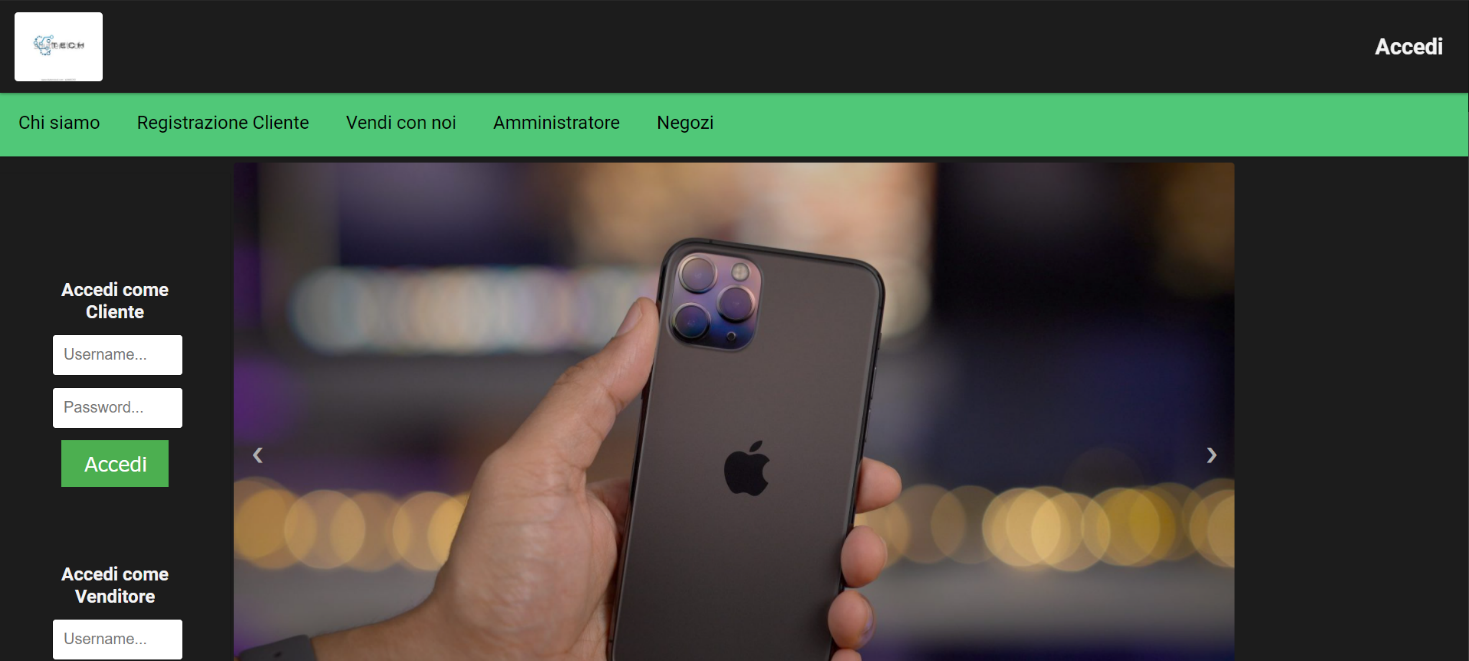 TECH
Accedi
Chi siamo
Registrazione Cliente
Vendi con noi
Amministratore
Negozi
Accedi come
Cliente
Username...
Password...
Accedi
Accedi come
Venditore
Username...